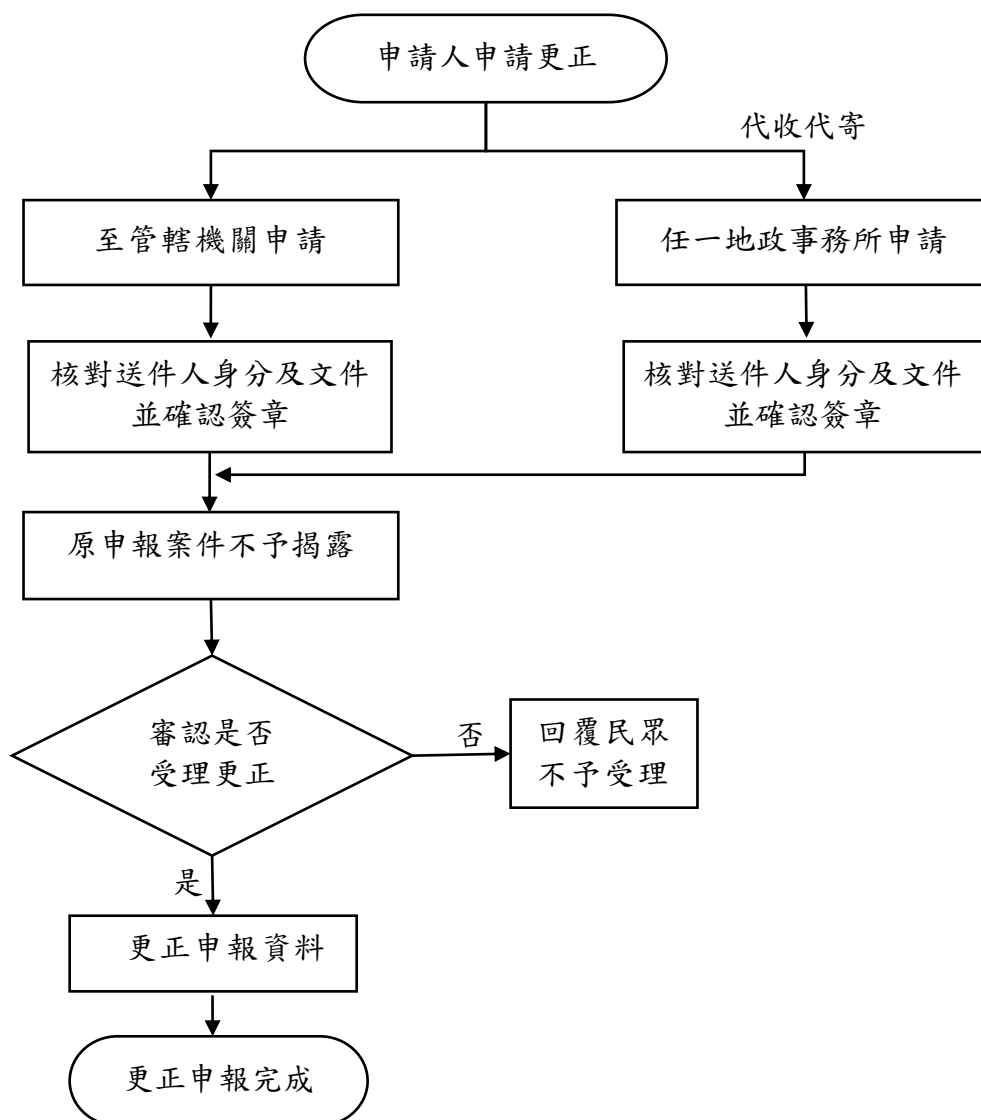 申請人申請更正
代收代寄
至管轄機關申請
任一地政事務所申請
核對送件人身分及文件
並確認簽章
核對送件人身分及文件
並確認簽章
原申報案件不予揭露
審認是否
受理更正
否
回覆民眾
不予受理
是
更正申報資料
更正申報完成